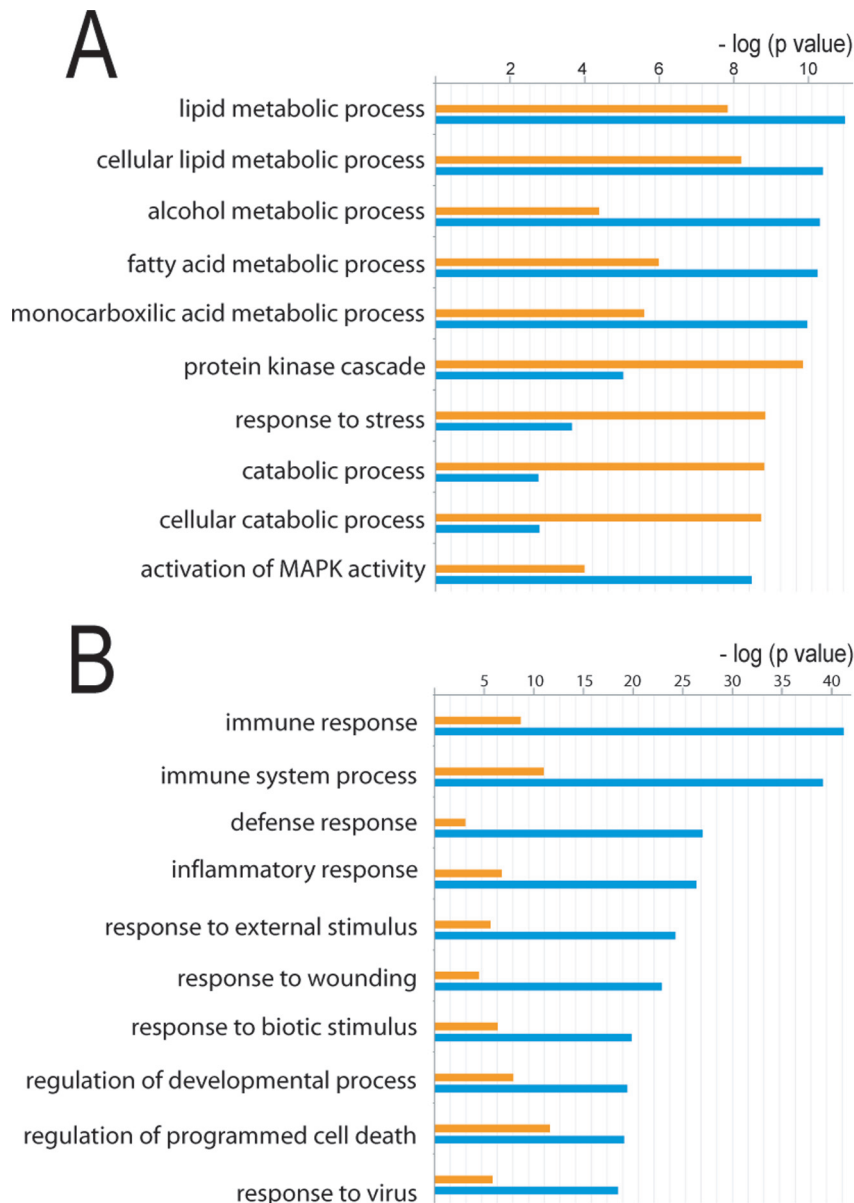 A
- log (p value)
2 4 6 8 10
lipid metabolic process
cellular lipid metabolic process
alcohol metabolic process
fatty acid metabolic process
monocarboxilic acid metabolic process
protein kinase cascade
response to stress
catabolic process
cellular catabolic process
activation of MAPK activity
B
- log (p value)
5 10 15 20 25 30 35 40
immune response
immune system process
defense response
inflammatory response
response to external stimulus
response to wounding
response to biotic stimulus
regulation of developmental process
regulation of programmed cell death
response to virus